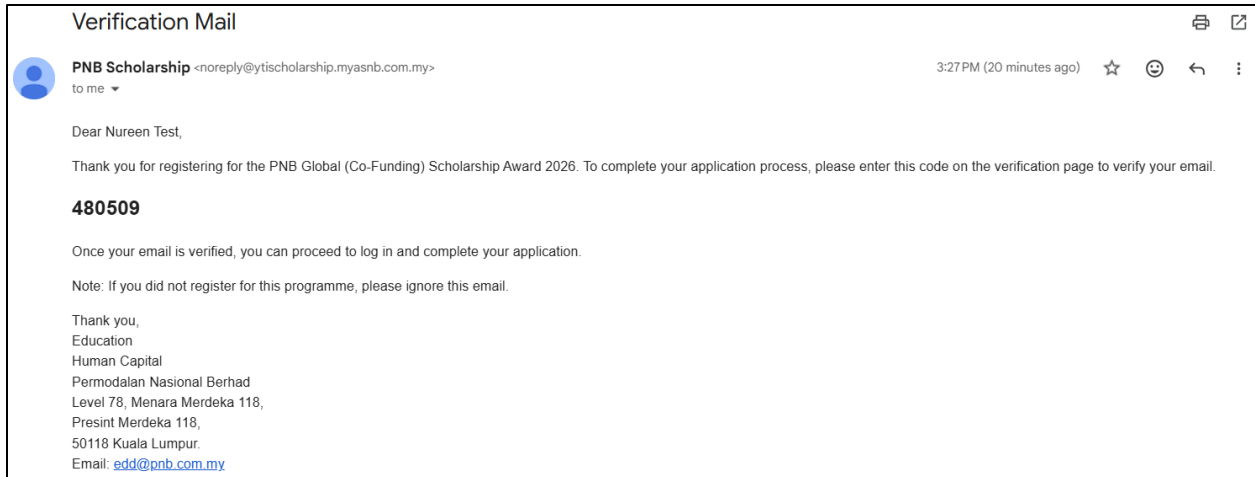 Verification Mail
PNB Scholarship <noreply@ytischolarship.myasnb.com.my>
3:27 PM (20 minutes ago)
to me
Dear Nureen Test,
Thank you for registering for the PNB Global (Co-Funding) Scholarship Award 2026. To complete your application process, please enter this code on the verification page to verify your email.
480509
Once your email is verified, you can proceed to log in and complete your application.
Note: If you did not register for this programme, please ignore this email.
Thank you,
Education
Human Capital
Permodalan Nasional Berhad
Level 78, Menara Merdeka 118,
Presint Merdeka 118,
50118 Kuala Lumpur.
Email: edd@pnb.com.my